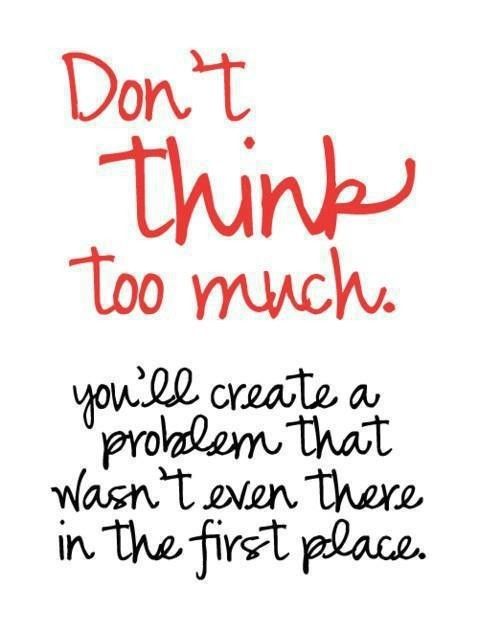 Don't
think
too much.
you'll create a
problem that
wasn't even there
in the first place.